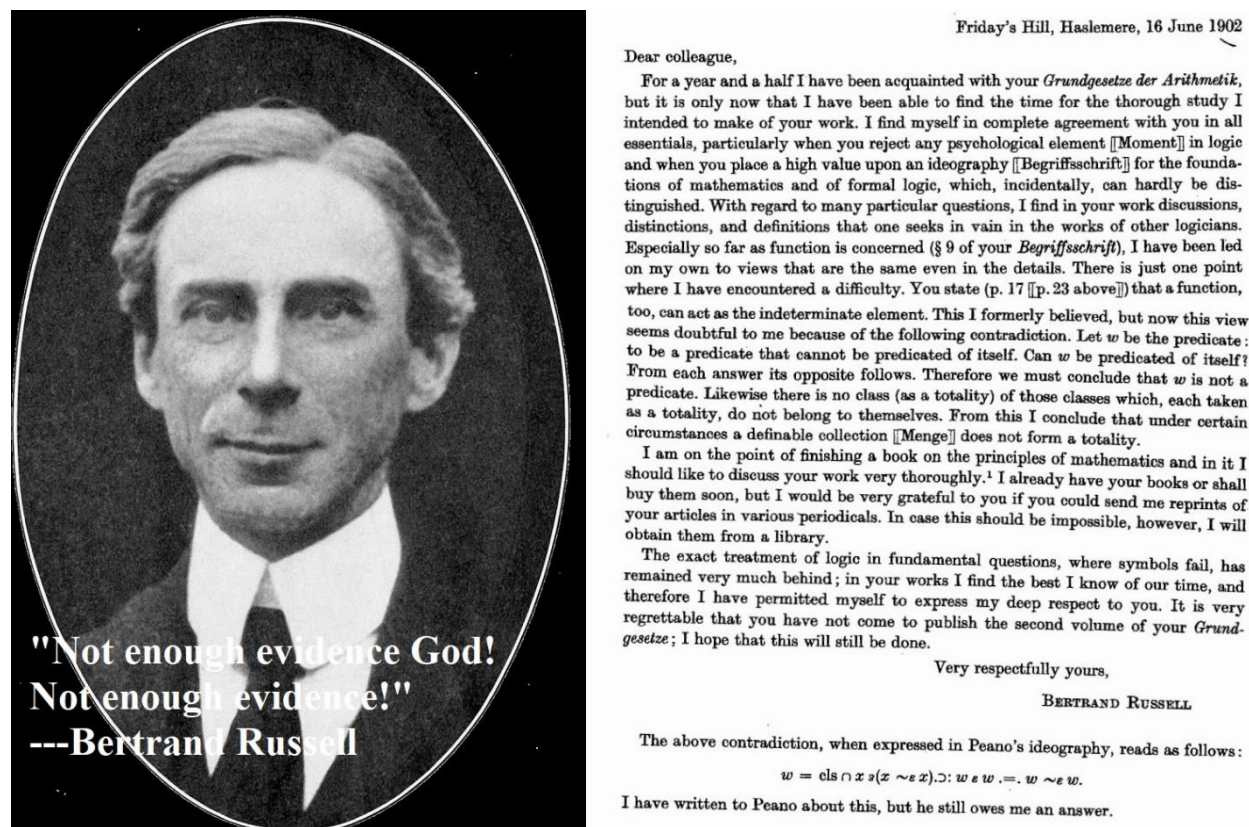 "Not enough evidence God!
Not enough evidence!"
---Bertrand Russell
Friday's Hill, Haslemere, 16 June 1902
Dear colleague,
For a year and a half I have been acquainted with your Grundgesetze der Arithmetik,
but it is only now that I have been able to find the time for the thorough study I
intended to make of your work. I find myself in complete agreement with you in all
essentials, particularly when you reject any psychological element ⟦Moment⟧ in logic
and when you place a high value upon an ideography ⟦Begriffsschrift⟧ for the founda-
tions of mathematics and of formal logic, which, incidentally, can hardly be dis-
tinguished. With regard to many particular questions, I find in your work discussions,
distinctions, and definitions that one seeks in vain in the works of other logicians.
Especially so far as function is concerned (§ 9 of your Begriffsschrift), I have been led
on my own to views that are the same even in the details. There is just one point
where I have encountered a difficulty. You state (p. 17 ⟦p. 23 above⟧) that a function,
too, can act as the indeterminate element. This I formerly believed, but now this view
seems doubtful to me because of the following contradiction. Let w be the predicate:
to be a predicate that cannot be predicated of itself. Can w be predicated of itself?
From each answer its opposite follows. Therefore we must conclude that w is not a
predicate. Likewise there is no class (as a totality) of those classes which, each taken
as a totality, do not belong to themselves. From this I conclude that under certain
circumstances a definable collection ⟦Menge⟧ does not form a totality.
I am on the point of finishing a book on the principles of mathematics and in it I
should like to discuss your work very thoroughly.¹ I already have your books or shall
buy them soon, but I would be very grateful to you if you could send me reprints of
your articles in various periodicals. In case this should be impossible, however, I will
obtain them from a library.
The exact treatment of logic in fundamental questions, where symbols fail, has
remained very much behind; in your works I find the best I know of our time, and
therefore I have permitted myself to express my deep respect to you. It is very
regrettable that you have not come to publish the second volume of your Grund-
gesetze; I hope that this will still be done.
Very respectfully yours,
BERTRAND RUSSELL
The above contradiction, when expressed in Peano's ideography, reads as follows:
w = cls ∩ x ɜ(x ~ε x).⊃: w ε w .=. w ~ε w.
I have written to Peano about this, but he still owes me an answer.